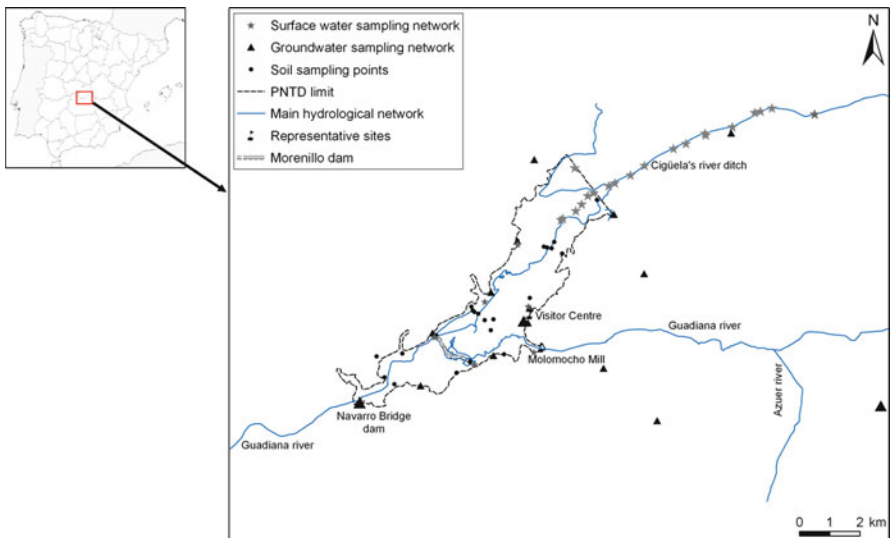 Surface water sampling network
Groundwater sampling network
Soil sampling points
PNTD limit
Main hydrological network
Representative sites
Morenillo dam
N
Cigüela's river ditch
Visitor Centre
Guadiana river
Molomocho Mill
Azuer river
Navarro Bridge
dam
Guadiana river
0 1 2 km